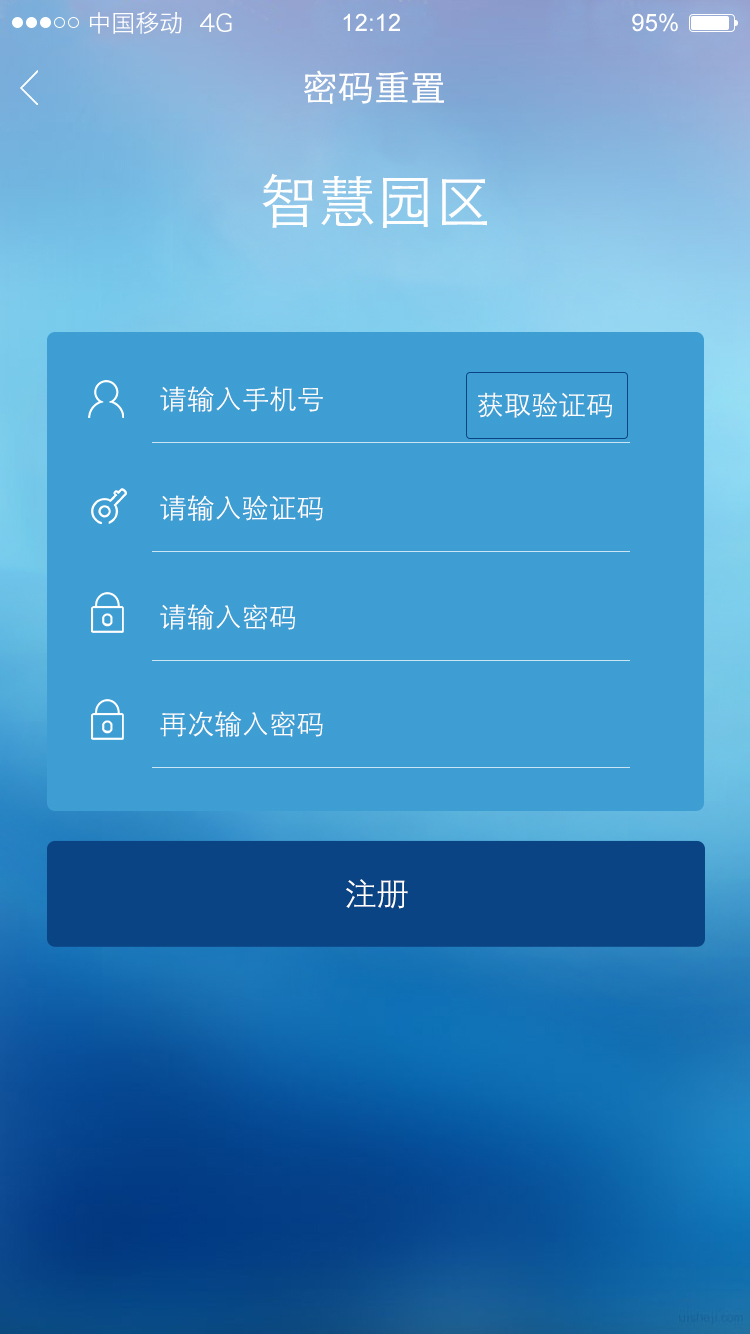 中国移动 4G 12:12 95%
密码重置
智慧园区
请输入手机号 获取验证码
请输入验证码
请输入密码
再次输入密码
注册